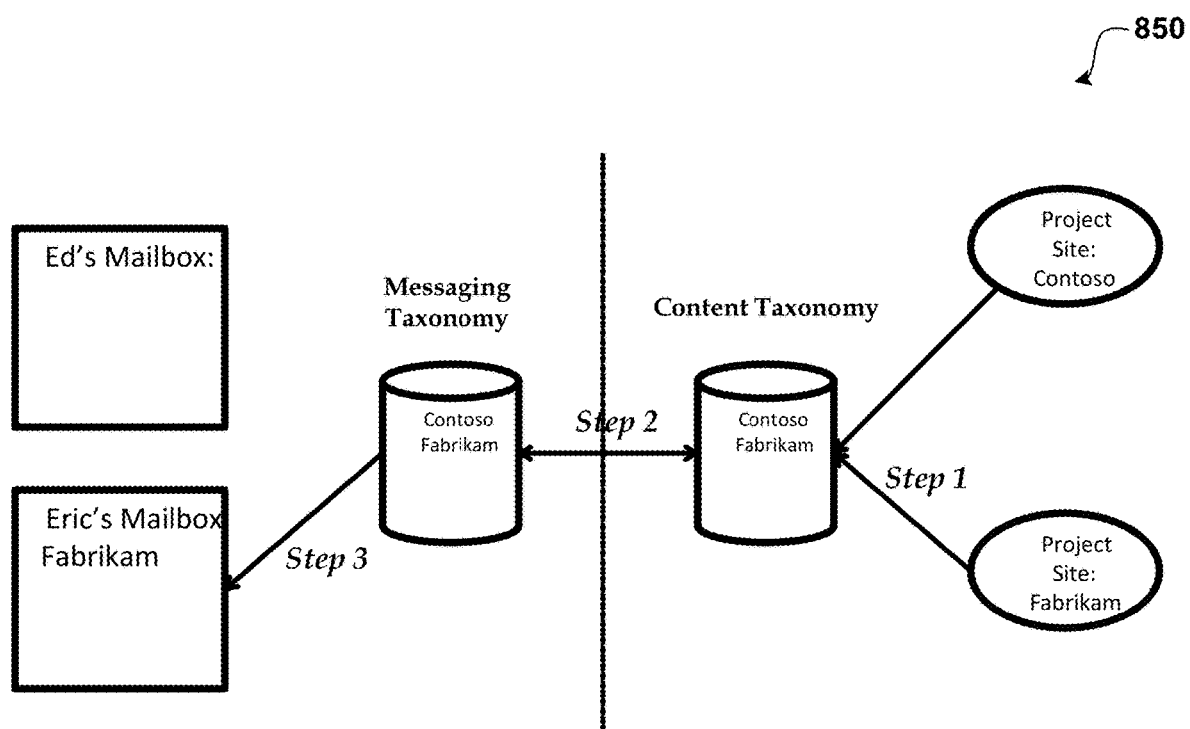 850
Ed's Mailbox:
Eric's Mailbox
Fabrikam
Messaging
Taxonomy
Contoso
Fabrikam
Step 3
Step 2
Content Taxonomy
Contoso
Fabrikam
Step 1
Project
Site:
Contoso
Project
Site:
Fabrikam